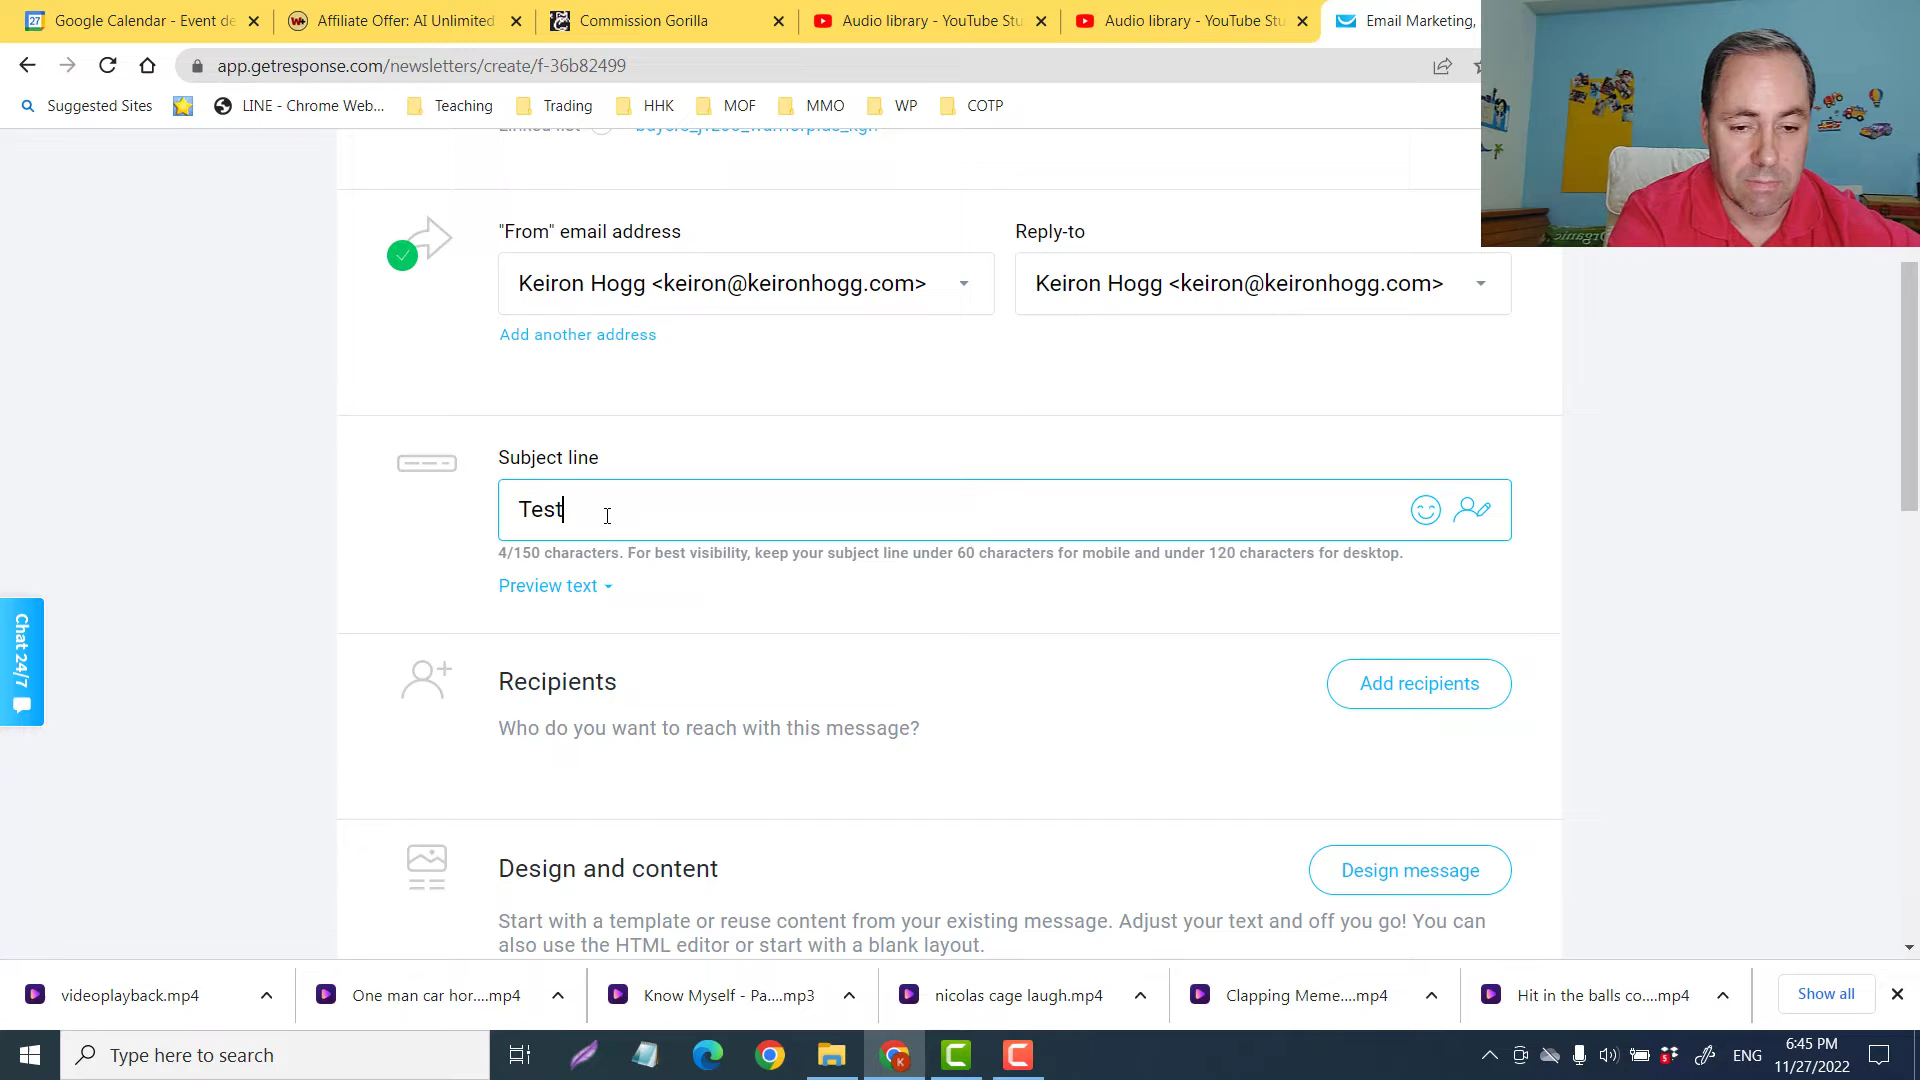 Google Calendar - Event de
Affiliate Offer: AI Unlimited
Commission Gorilla
Audio library - YouTube Stu
Audio library - YouTube Stu
Email Marketing,
app.getresponse.com/newsletters/create/f-36b82499
Suggested Sites
LINE - Chrome Web...
Teaching
Trading
HHK
MOF
MMO
WP
COTP
"From" email address
Reply-to
Keiron Hogg <keiron@keironhogg.com>
Keiron Hogg <keiron@keironhogg.com>
Add another address
Subject line
Test
4/150 characters. For best visibility, keep your subject line under 60 characters for mobile and under 120 characters for desktop.
Preview text
Chat 24/7
Recipients
Add recipients
Who do you want to reach with this message?
Design and content
Design message
Start with a template or reuse content from your existing message. Adjust your text and off you go! You can
also use the HTML editor or start with a blank layout.
videoplayback.mp4
One man car hor....mp4
Know Myself - Pa....mp3
nicolas cage laugh.mp4
Clapping Meme....mp4
Hit in the balls co....mp4
Show all
Type here to search
ENG
6:45 PM
11/27/2022